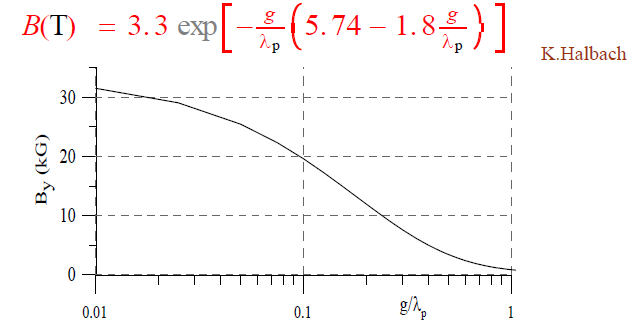 B(T) = 3.3 exp[-g/λp(5.74 - 1.8g/λp)]
K.Halbach
By (kG)
30
20
10
0
0.01 0.1 g/λp 1